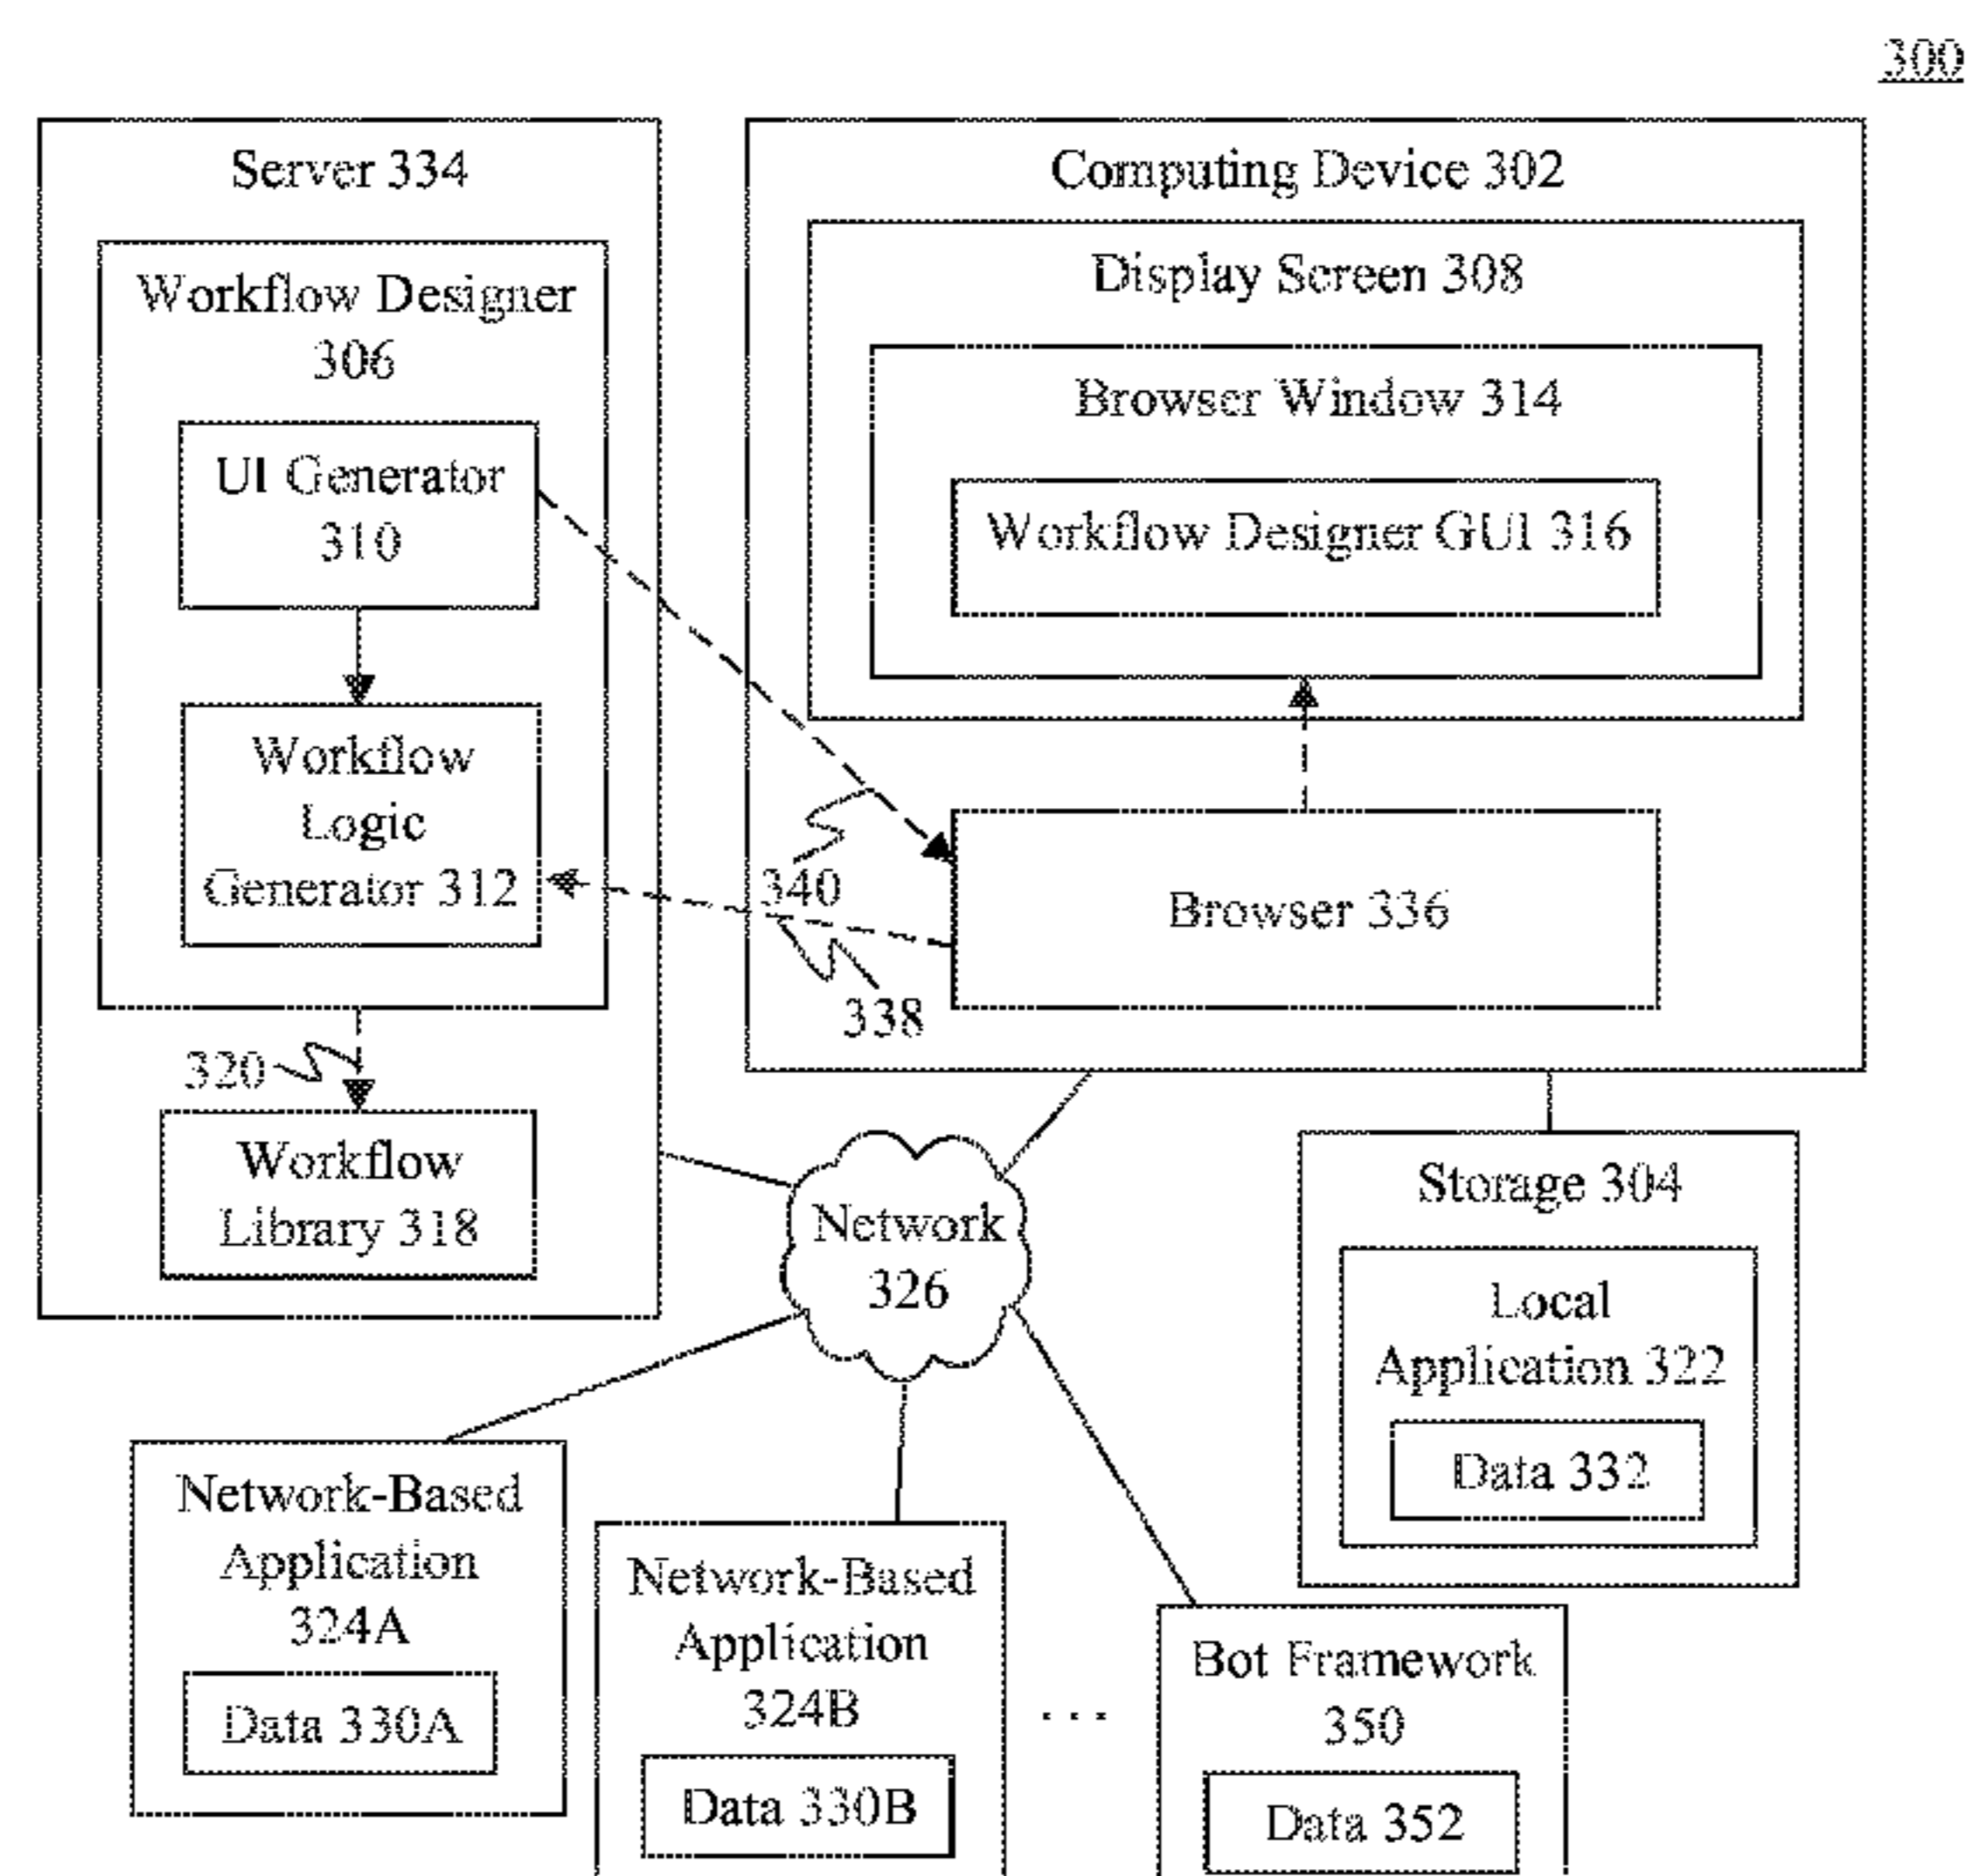 300
Server 334
Workflow Designer
306
UI Generator
310
Workflow
Logic
Generator 312
320
Workflow
Library 318
Computing Device 302
Display Screen 308
Browser Window 314
Workflow Designer GUI 316
340
Browser 336
338
Network
326
Storage 304
Local
Application 322
Data 332
Network-Based
Application
324A
Data 330A
Network-Based
Application
324B
Data 330B
. . .
Bot Framework
350
Data 352